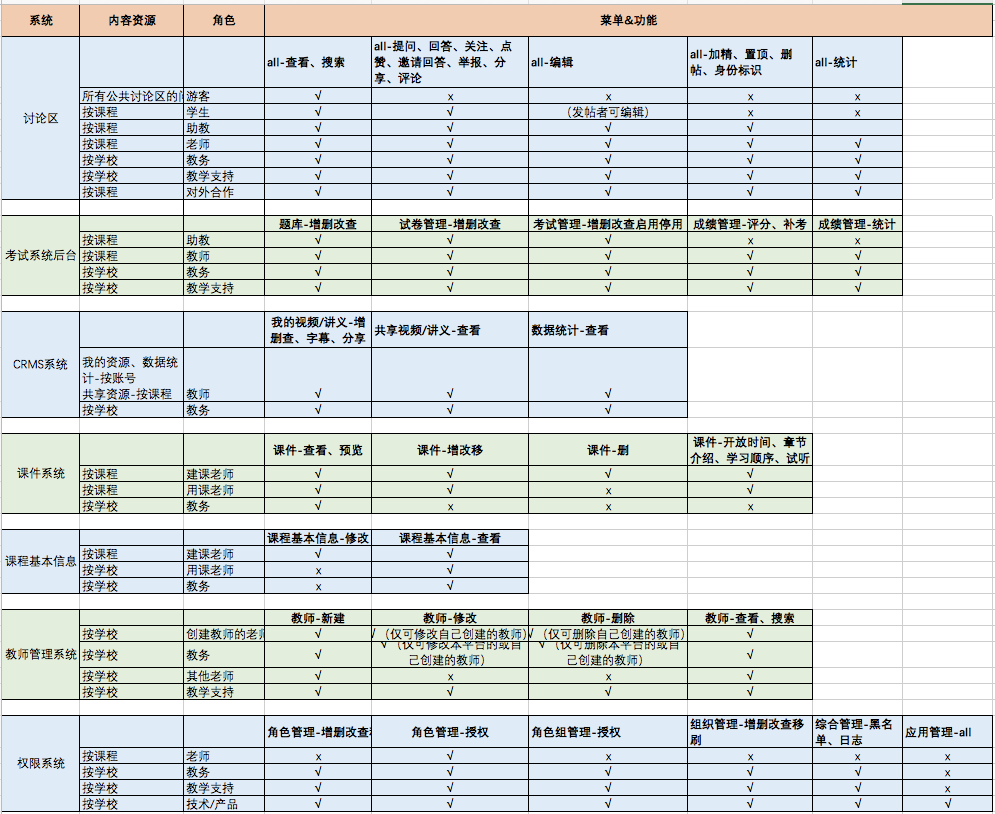 系统 内容资源 角色 菜单&功能
讨论区
all-查看、搜索 all-提问、回答、关注、点赞、邀请回答、举报、分享、评论 all-编辑 all-加精、置顶、删帖、身份标识 all-统计
所有公共讨论区的 游客 √ x x x x
按课程 学生 √ √ （发帖者可编辑） x x
按课程 助教 √ √ √ √
按课程 老师 √ √ √ √ √
按学校 教务 √ √ √ √ √
按学校 教学支持 √ √ √ √ √
按课程 对外合作 √ √ √ √ √
考试系统后台
题库-增删改查 试卷管理-增删改查 考试管理-增删改查启用停用 成绩管理-评分、补考 成绩管理-统计
按课程 助教 √ √ √ x x
按课程 教师 √ √ √ √ √
按学校 教务 √ √ √ √ √
按学校 教学支持 √ √ √ √ √
CRMS系统
我的视频/讲义-增删查、字幕、分享 共享视频/讲义-查看 数据统计-查看
我的资源、数据统计-按账号
共享资源-按课程 教师 √ √ √
按学校 教务 √ √ √
课件系统
课件-查看、预览 课件-增改移 课件-删 课件-开放时间、章节介绍、学习顺序、试听
按课程 建课老师 √ √ √ √
按课程 用课老师 √ √ x √
按学校 教务 √ x x x
课程基本信息
课程基本信息-修改 课程基本信息-查看
按课程 建课老师 √ √
按学校 用课老师 x √
按学校 教务 x √
教师管理系统
教师-新建 教师-修改 教师-删除 教师-查看、搜索
按学校 创建教师的老 √ √（仅可修改自己创建的教师） √（仅可删除自己创建的教师） √
按学校 教务 √ √（仅可修改本平台的或自己创建的教师） √（仅可删除本平台的或自己创建的教师） √
按学校 其他老师 √ x x √
按学校 教学支持 √ √ √ √
权限系统
角色管理-增删改查 角色管理-授权 角色组管理-授权 组织管理-增删改查移刷 综合管理-黑名单、日志 应用管理-all
按课程 老师 x √ x x x x
按学校 教务 √ √ √ √ √ x
按学校 教学支持 √ √ √ √ √ x
按学校 技术/产品 √ √ √ √ √ √